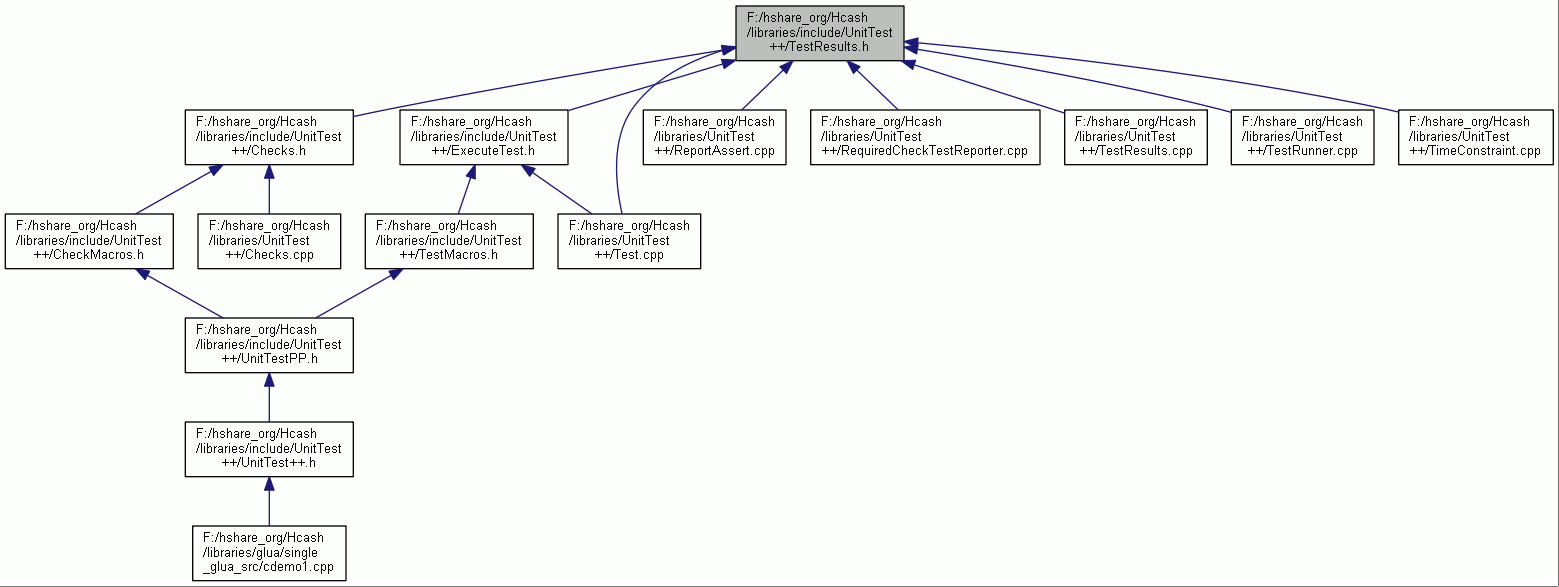 F:/hshare_org/Hcash
/libraries/include/UnitTest
++/TestResults.h
F:/hshare_org/Hcash
/libraries/include/UnitTest
++/Checks.h
F:/hshare_org/Hcash
/libraries/include/UnitTest
++/ExecuteTest.h
F:/hshare_org/Hcash
/libraries/UnitTest
++/ReportAssert.cpp
F:/hshare_org/Hcash
/libraries/UnitTest
++/RequiredCheckTestReporter.cpp
F:/hshare_org/Hcash
/libraries/UnitTest
++/TestResults.cpp
F:/hshare_org/Hcash
/libraries/UnitTest
++/TestRunner.cpp
F:/hshare_org/Hcash
/libraries/UnitTest
++/TimeConstraint.cpp
F:/hshare_org/Hcash
/libraries/include/UnitTest
++/CheckMacros.h
F:/hshare_org/Hcash
/libraries/UnitTest
++/Checks.cpp
F:/hshare_org/Hcash
/libraries/include/UnitTest
++/TestMacros.h
F:/hshare_org/Hcash
/libraries/UnitTest
++/Test.cpp
F:/hshare_org/Hcash
/libraries/include/UnitTest
++/UnitTestPP.h
F:/hshare_org/Hcash
/libraries/include/UnitTest
++/UnitTest++.h
F:/hshare_org/Hcash
/libraries/glua/single
_glua_src/cdemo1.cpp